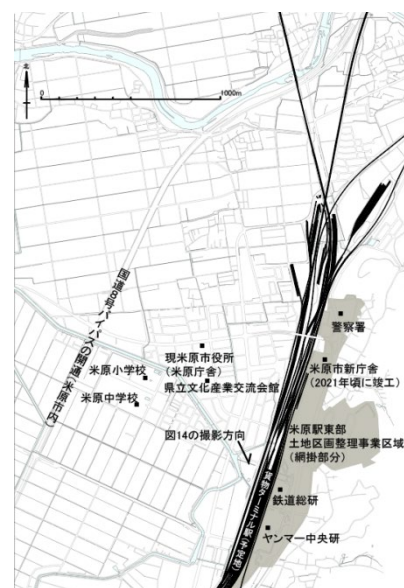 北
0
1000m
国道8号バイパスの開通(米原市内)
警察署
現米原市役所
(米原庁舎)
米原市新庁舎
(2021年頃に竣工)
米原小学校
県立文化産業交流会館
米原中学校
米原駅東部
土地区画整理事業区域
(網掛部分)
図14の撮影方向
貨物ターミナル駅(予定地)
鉄道総研
ヤンマー中央研